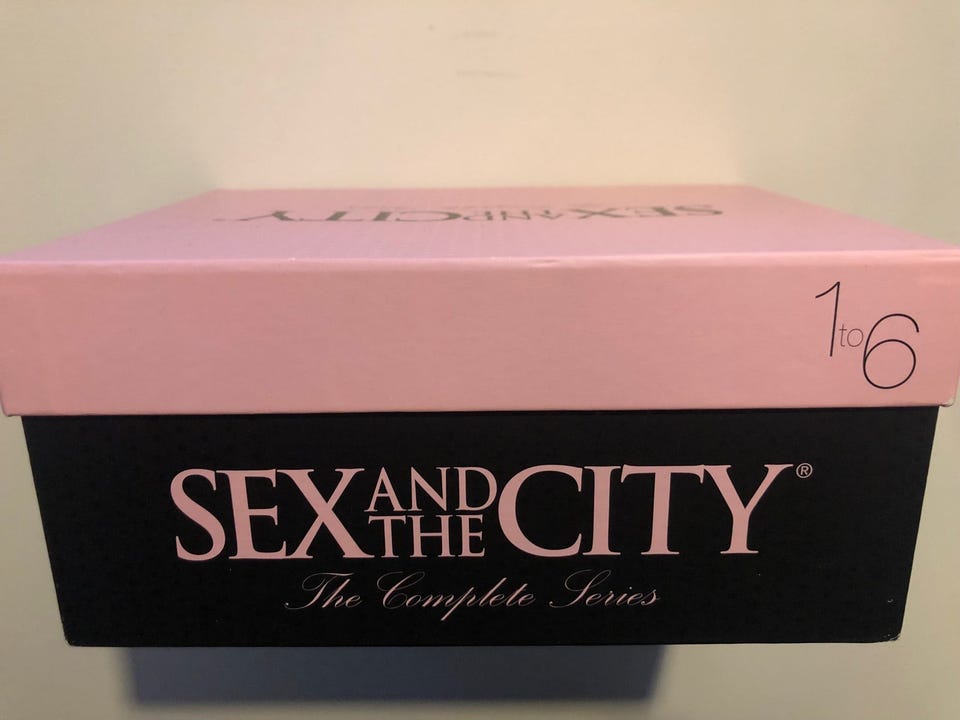 SEX AND THE CITY
1 to 6
SEX AND THE CITY®
The Complete Series